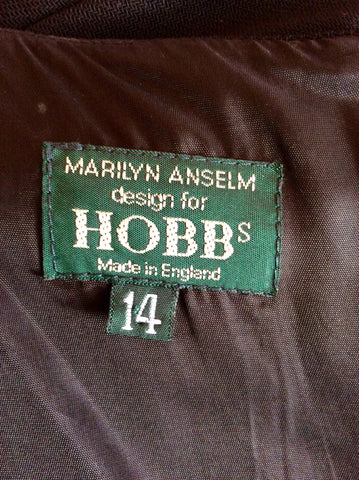 MARILYN ANSELM
design for
HOBBS
Made in England
14